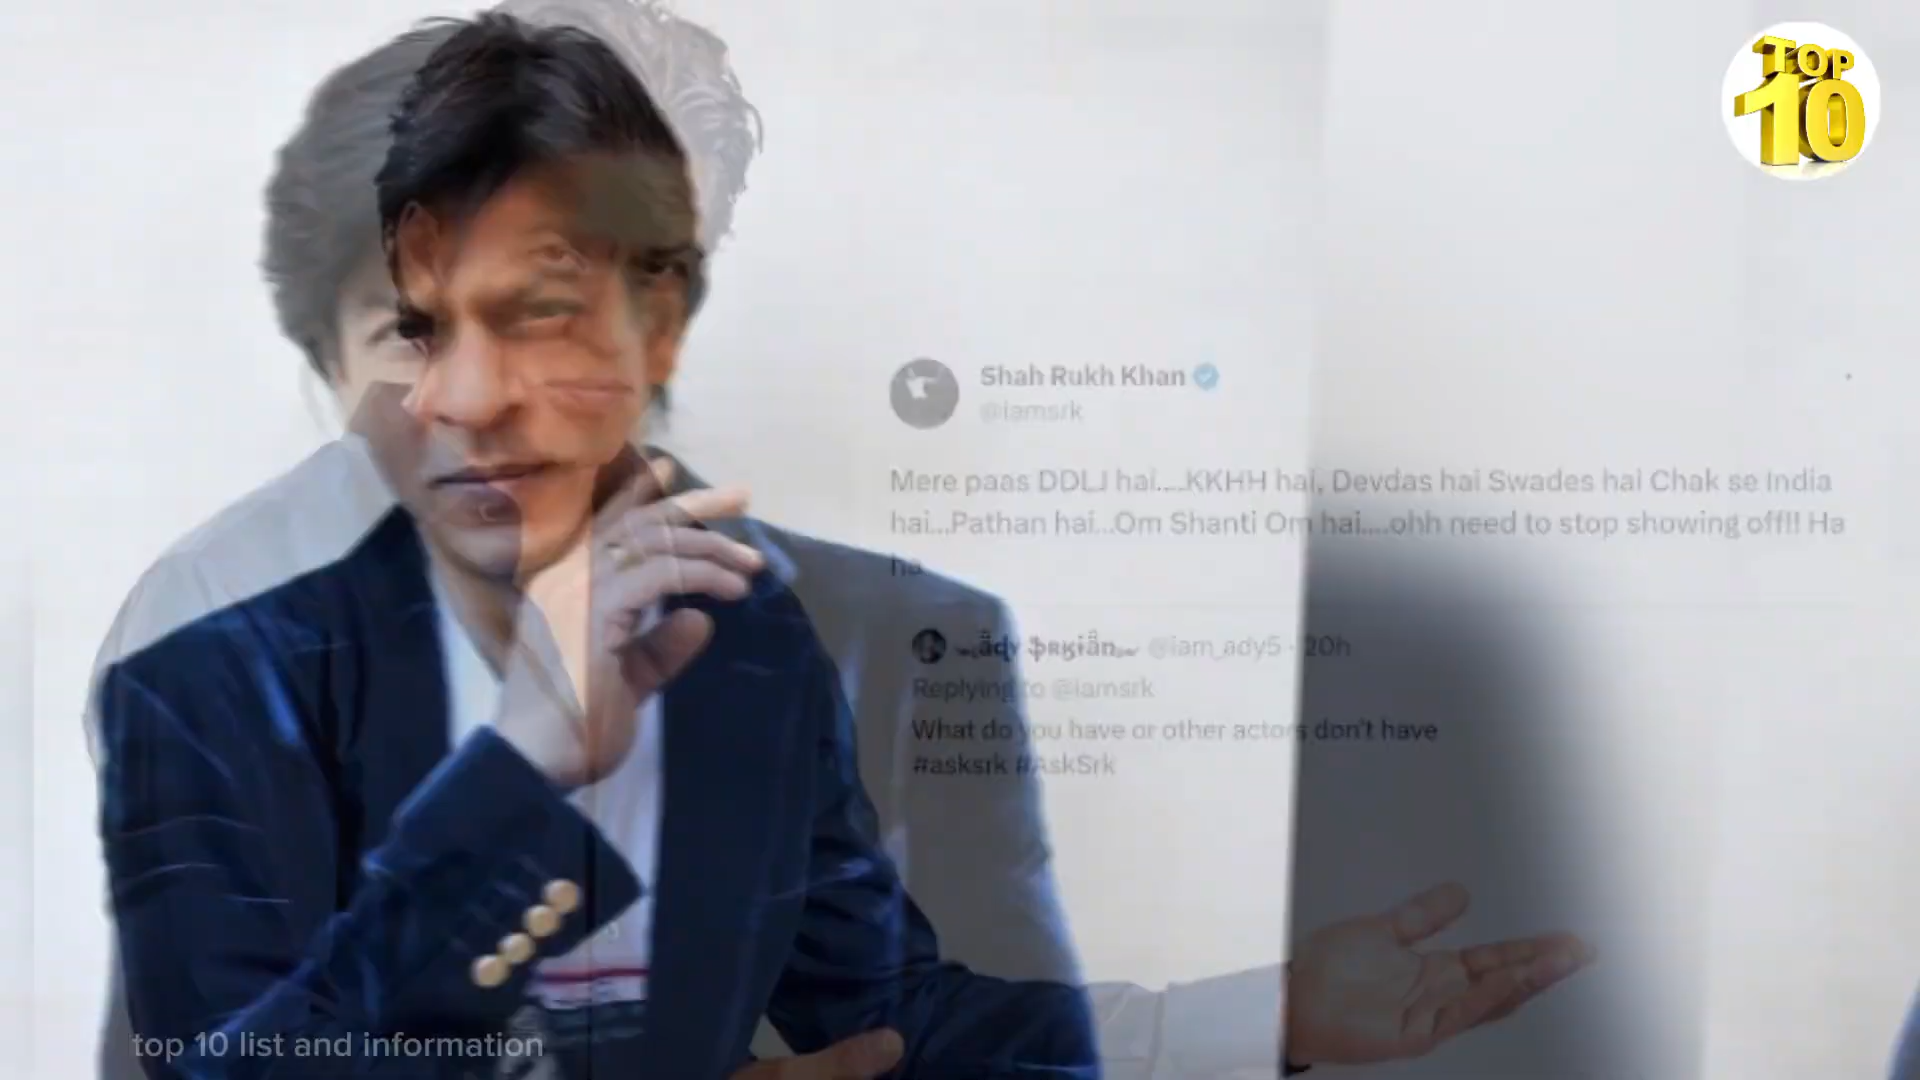 TOP
10
Shah Rukh Khan
@iamsrk
Mere paas DDLJ hai....KKHH hai, Devdas hai Swades hai Chak se India
hai...Pathan hai...Om Shanti Om hai....ohh need to stop showing off!! Ha
ha.
@iam_ady5 · 20h
Replying to @iamsrk
What do you have or other actors don't have
#asksrk #AskSrk
top 10 list and information